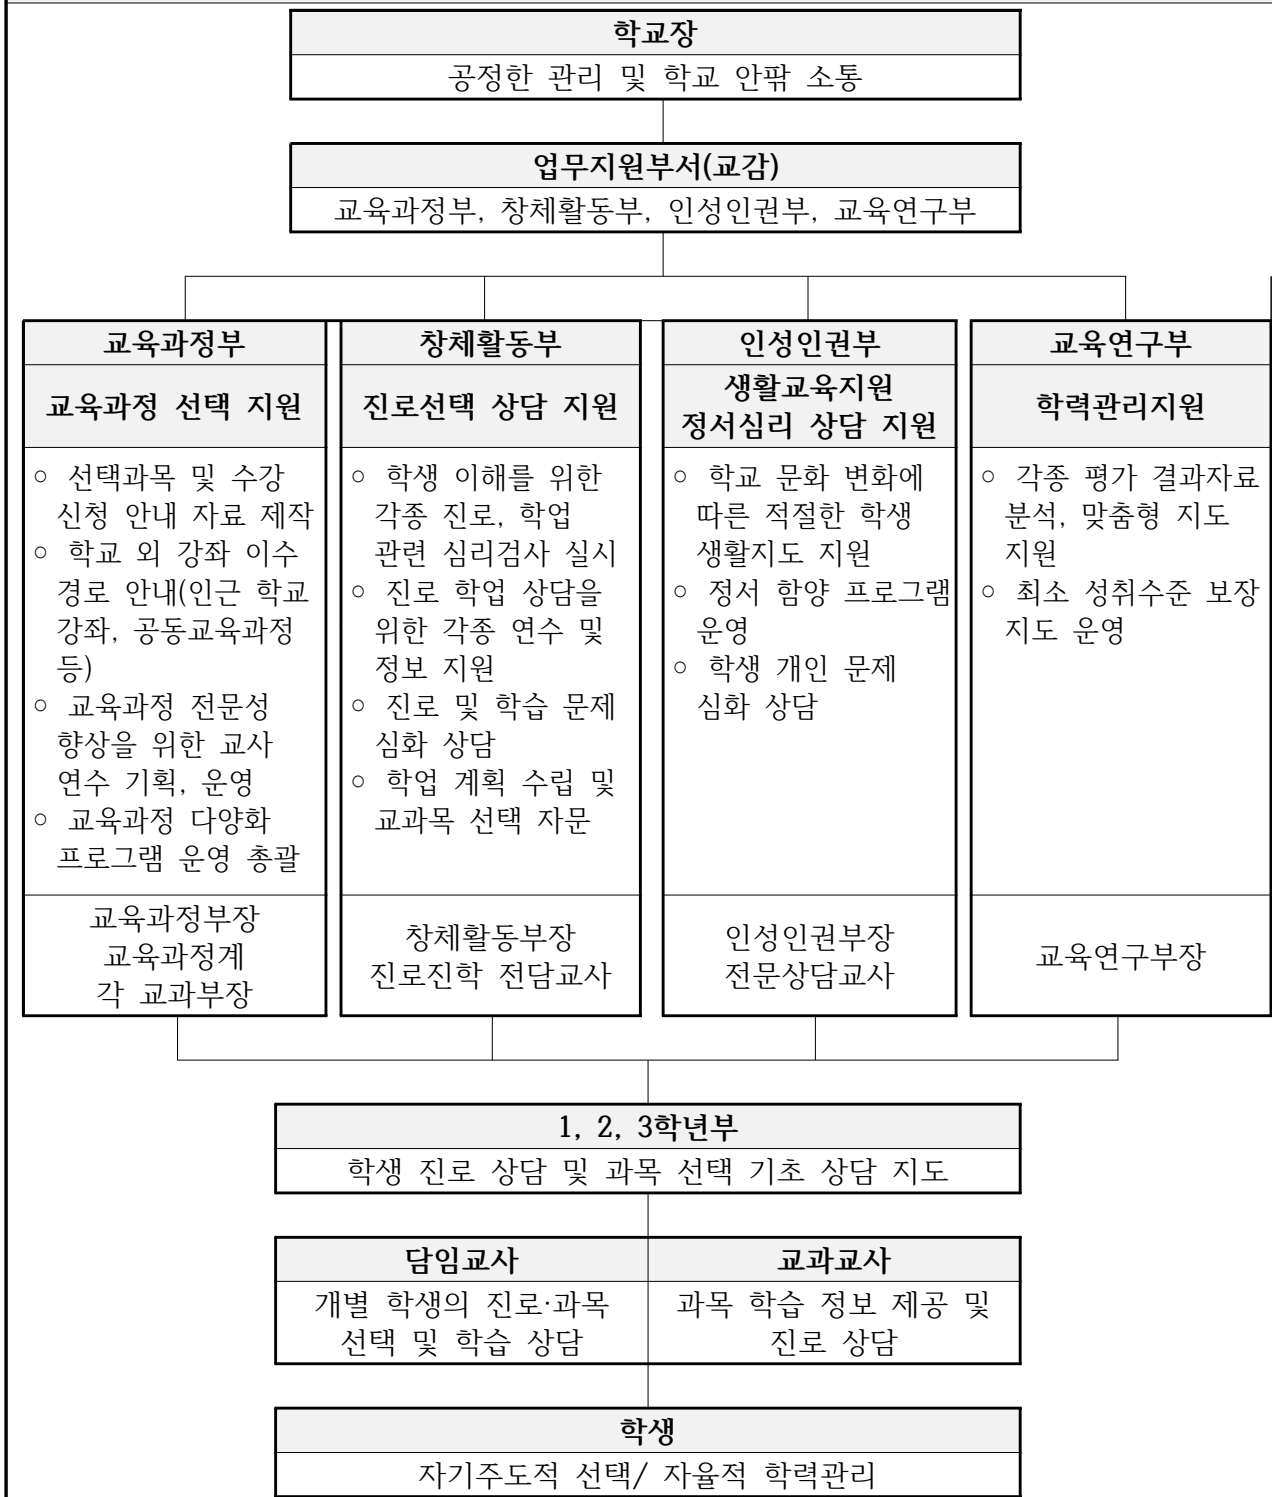 학교장
공정한 관리 및 학교 안팎 소통
업무지원부서(교감)
교육과정부, 창체활동부, 인성인권부, 교육연구부
교육과정부
교육과정 선택 지원
○ 선택과목 및 수강
신청 안내 자료 제작
○ 학교 외 강좌 이수
경로 안내(인근 학교
강좌, 공동교육과정
등)
○ 교육과정 전문성
향상을 위한 교사
연수 기획, 운영
○ 교육과정 다양화
프로그램 운영 총괄
교육과정부장
교육과정계
각 교과부장
창체활동부
진로선택 상담 지원
○ 학생 이해를 위한
각종 진로, 학업
관련 심리검사 실시
○ 진로 학업 상담을
위한 각종 연수 및
정보 지원
○ 진로 및 학습 문제
심화 상담
○ 학업 계획 수립 및
교과목 선택 자문
창체활동부장
진로진학 전담교사
인성인권부
생활교육지원
정서심리 상담 지원
○ 학교 문화 변화에
따른 적절한 학생
생활지도 지원
○ 정서 함양 프로그램
운영
○ 학생 개인 문제
심화 상담
인성인권부장
전문상담교사
교육연구부
학력관리지원
○ 각종 평가 결과자료
분석, 맞춤형 지도
지원
○ 최소 성취수준 보장
지도 운영
교육연구부장
1, 2, 3학년부
학생 진로 상담 및 과목 선택 기초 상담 지도
담임교사
개별 학생의 진로·과목
선택 및 학습 상담
교과교사
과목 학습 정보 제공 및
진로 상담
학생
자기주도적 선택/ 자율적 학력관리